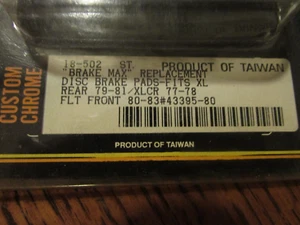 18-502 ST. PRODUCT OF TAIWAN
"BRAKE MAX" REPLACEMENT
DISC BRAKE PADS-FITS XL
REAR 79-81/XLCR 77-78
FLT FRONT 80-83#43395-80
PRODUCT OF TAIWAN
CUSTOM
CHROME